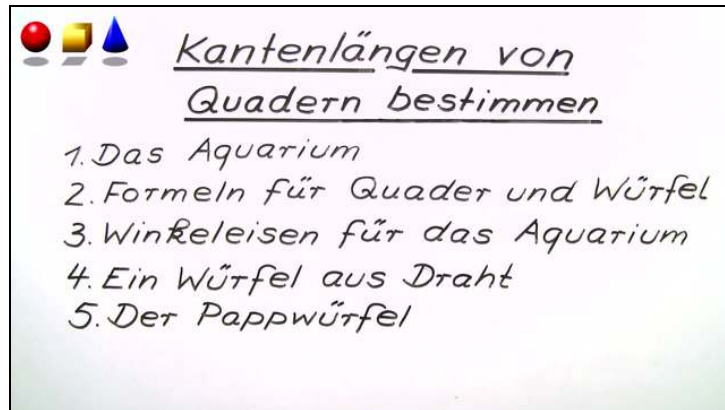 Kantenlängen von
Quadern bestimmen
1. Das Aquarium
2. Formeln für Quader und Würfel
3. Winkeleisen für das Aquarium
4. Ein Würfel aus Draht
5. Der Pappwürfel